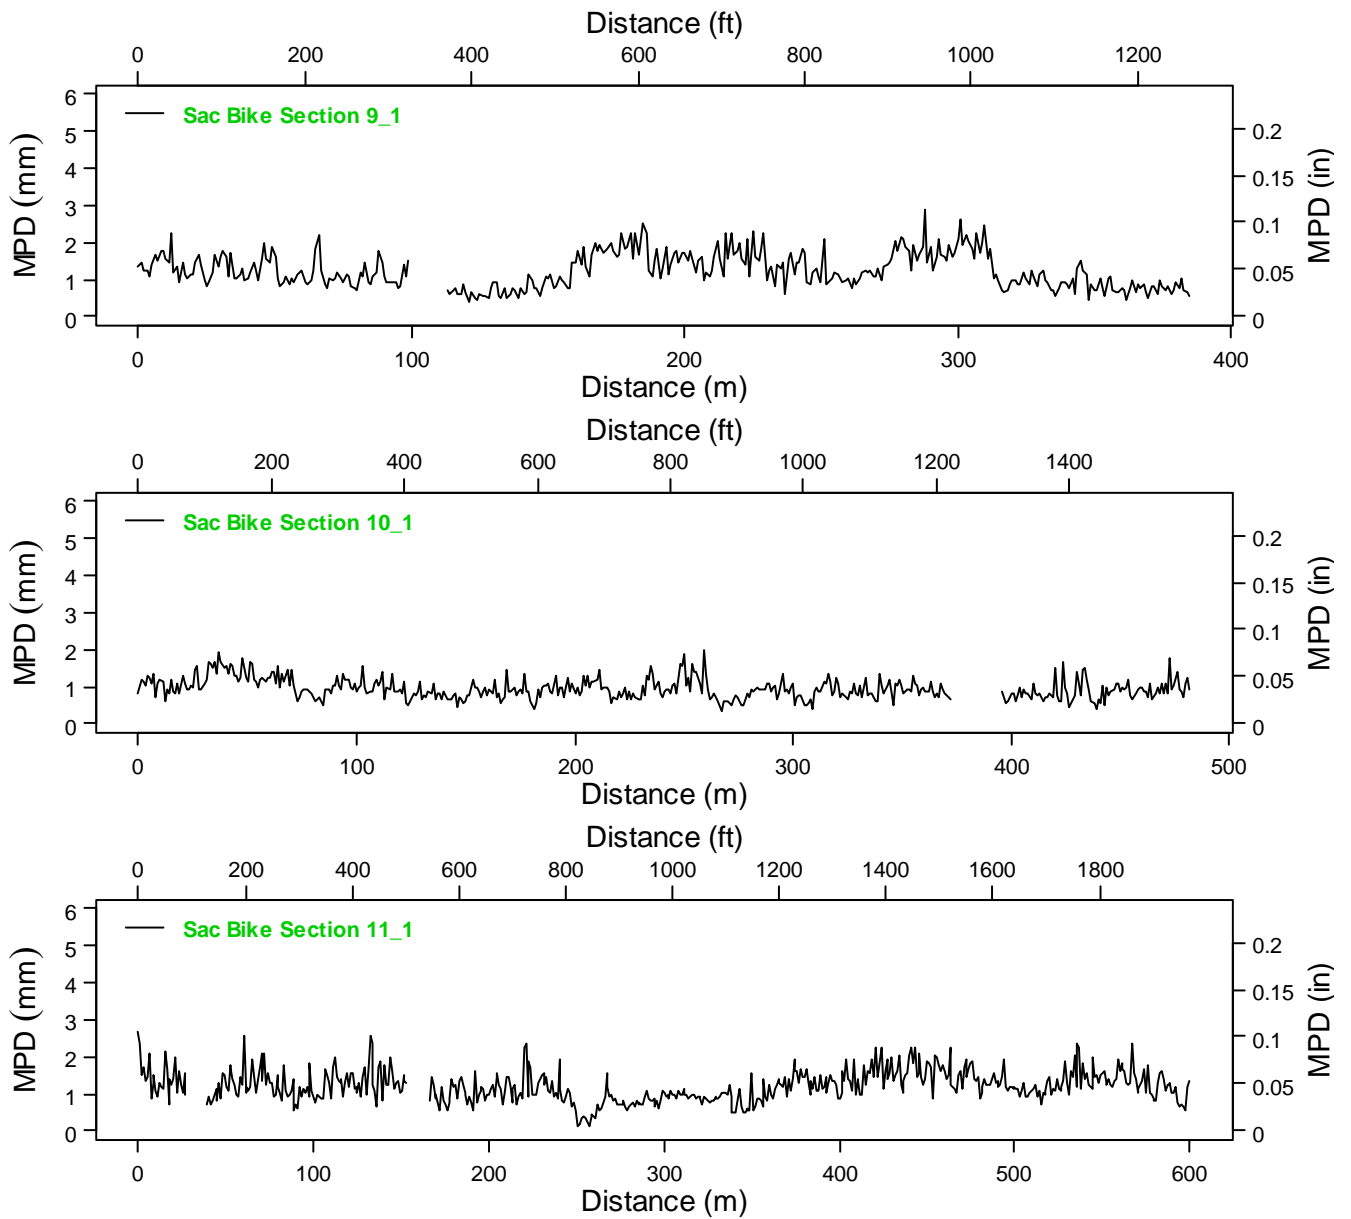 Distance (ft)
0 200 400 600 800 1000 1200
Sac Bike Section 9_1
MPD (mm)
6
5
4
3
2
1
0
0.2
0.15
0.1
0.05
0
MPD (in)
0 100 200 300 400
Distance (m)
Distance (ft)
0 200 400 600 800 1000 1200 1400
Sac Bike Section 10_1
MPD (mm)
6
5
4
3
2
1
0
0.2
0.15
0.1
0.05
0
MPD (in)
0 100 200 300 400 500
Distance (m)
Distance (ft)
0 200 400 600 800 1000 1200 1400 1600 1800
Sac Bike Section 11_1
MPD (mm)
6
5
4
3
2
1
0
0.2
0.15
0.1
0.05
0
MPD (in)
0 100 200 300 400 500 600
Distance (m)